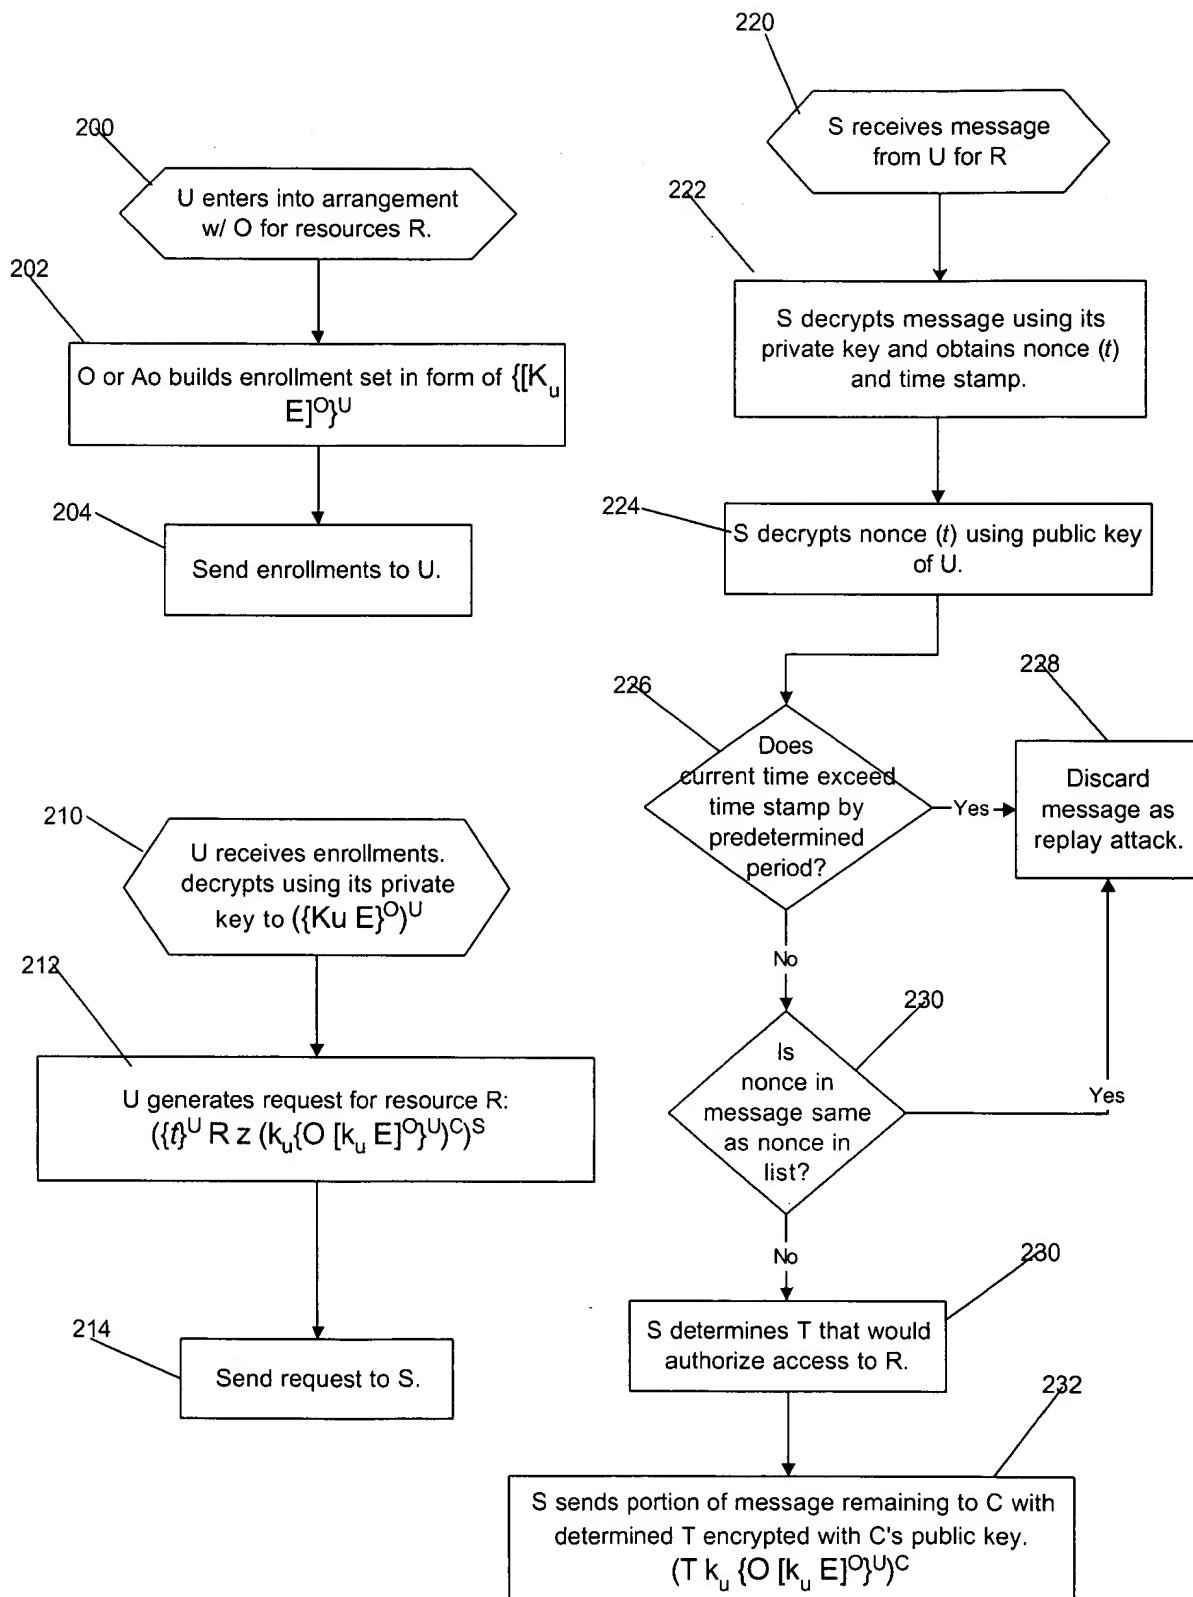 200
U enters into arrangement
w/ O for resources R.
202
O or Ao builds enrollment set in form of {[K_u
E]^O}^U
204
Send enrollments to U.
210
U receives enrollments.
decrypts using its private
key to ({Ku E}^O)^U
212
U generates request for resource R:
({t}^U R z (k_u{O [k_u E]^O}^U)^C)^S
214
Send request to S.
220
S receives message
from U for R
222
S decrypts message using its
private key and obtains nonce (t)
and time stamp.
224
S decrypts nonce (t) using public key
of U.
226
Does
current time exceed
time stamp by
predetermined
period?
Yes
228
Discard
message as
replay attack.
No
230
Is
nonce in
message same
as nonce in
list?
Yes
No
230
S determines T that would
authorize access to R.
232
S sends portion of message remaining to C with
determined T encrypted with C's public key.
(T k_u {O [k_u E]^O}^U)^C